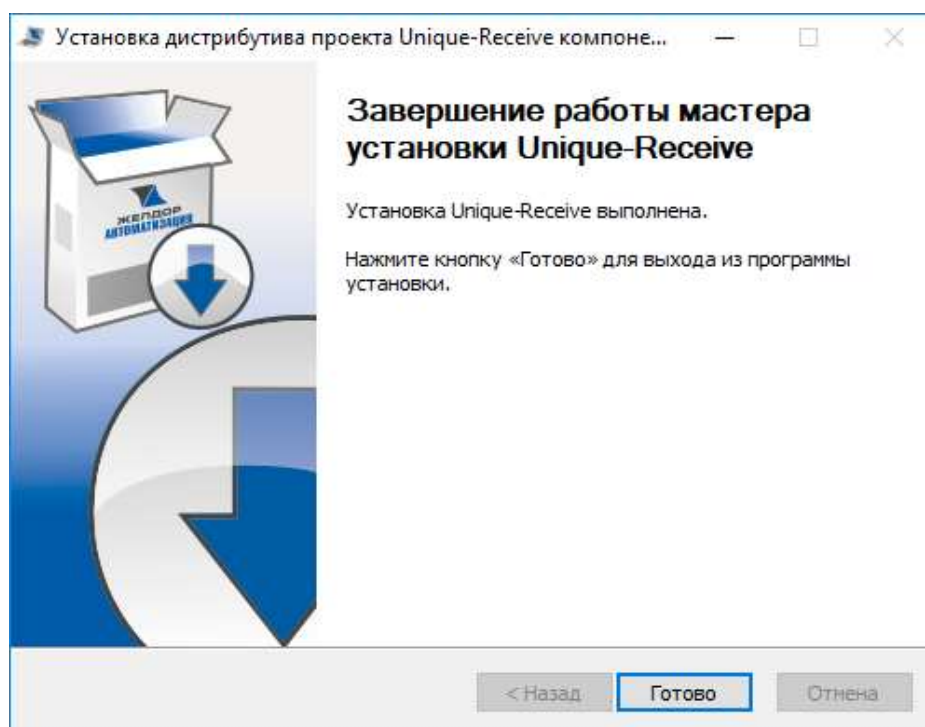 Установка дистрибутива проекта Unique-Receive компоне...
Завершение работы мастера
установки Unique-Receive
ЖЕЛДОР
АВТОМАТИЗАЦИЯ
Установка Unique-Receive выполнена.
Нажмите кнопку «Готово» для выхода из программы
установки.
< Назад
Готово
Отмена